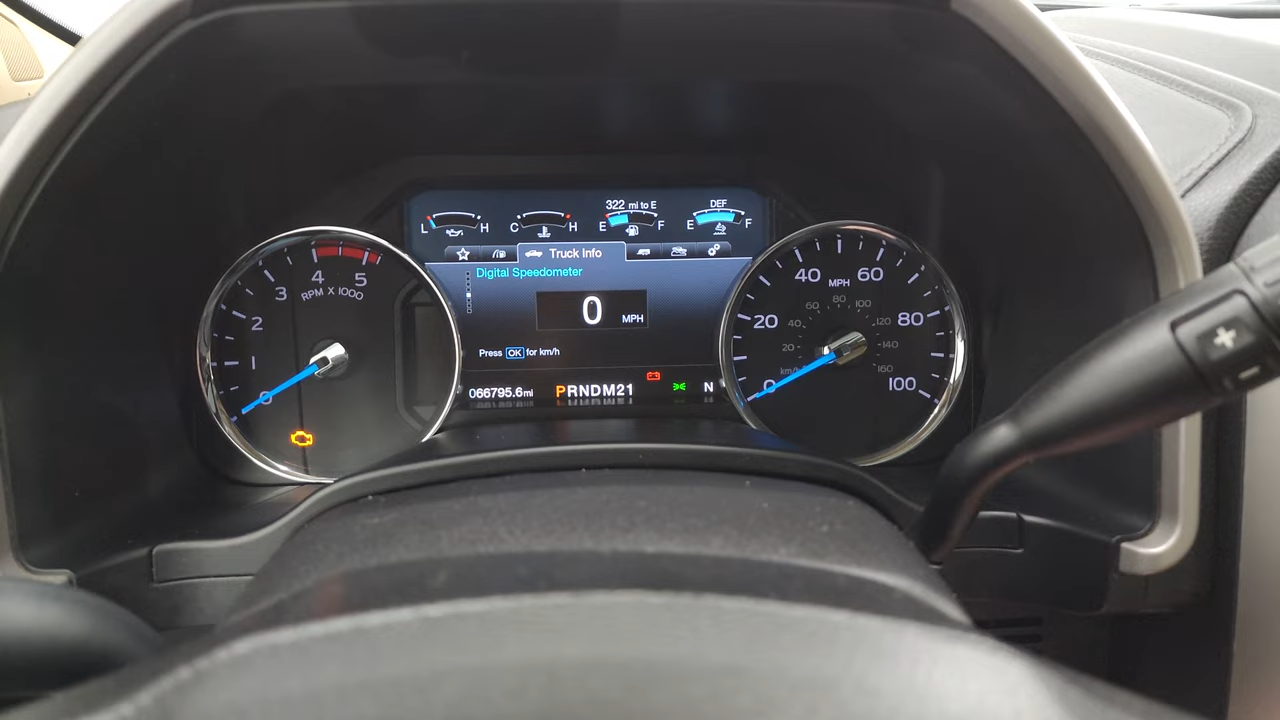 322 mi to E
DEF
L H C H E F E F
Truck Info
Digital Speedometer
0 MPH
Press OK for km/h
066795.6mi PRNDM21 N
0 1 2 3 4 5
RPM X 1000
0 20 40 60 80 100
MPH
20 40 60 80 100 120 140 160
km/h
+
-